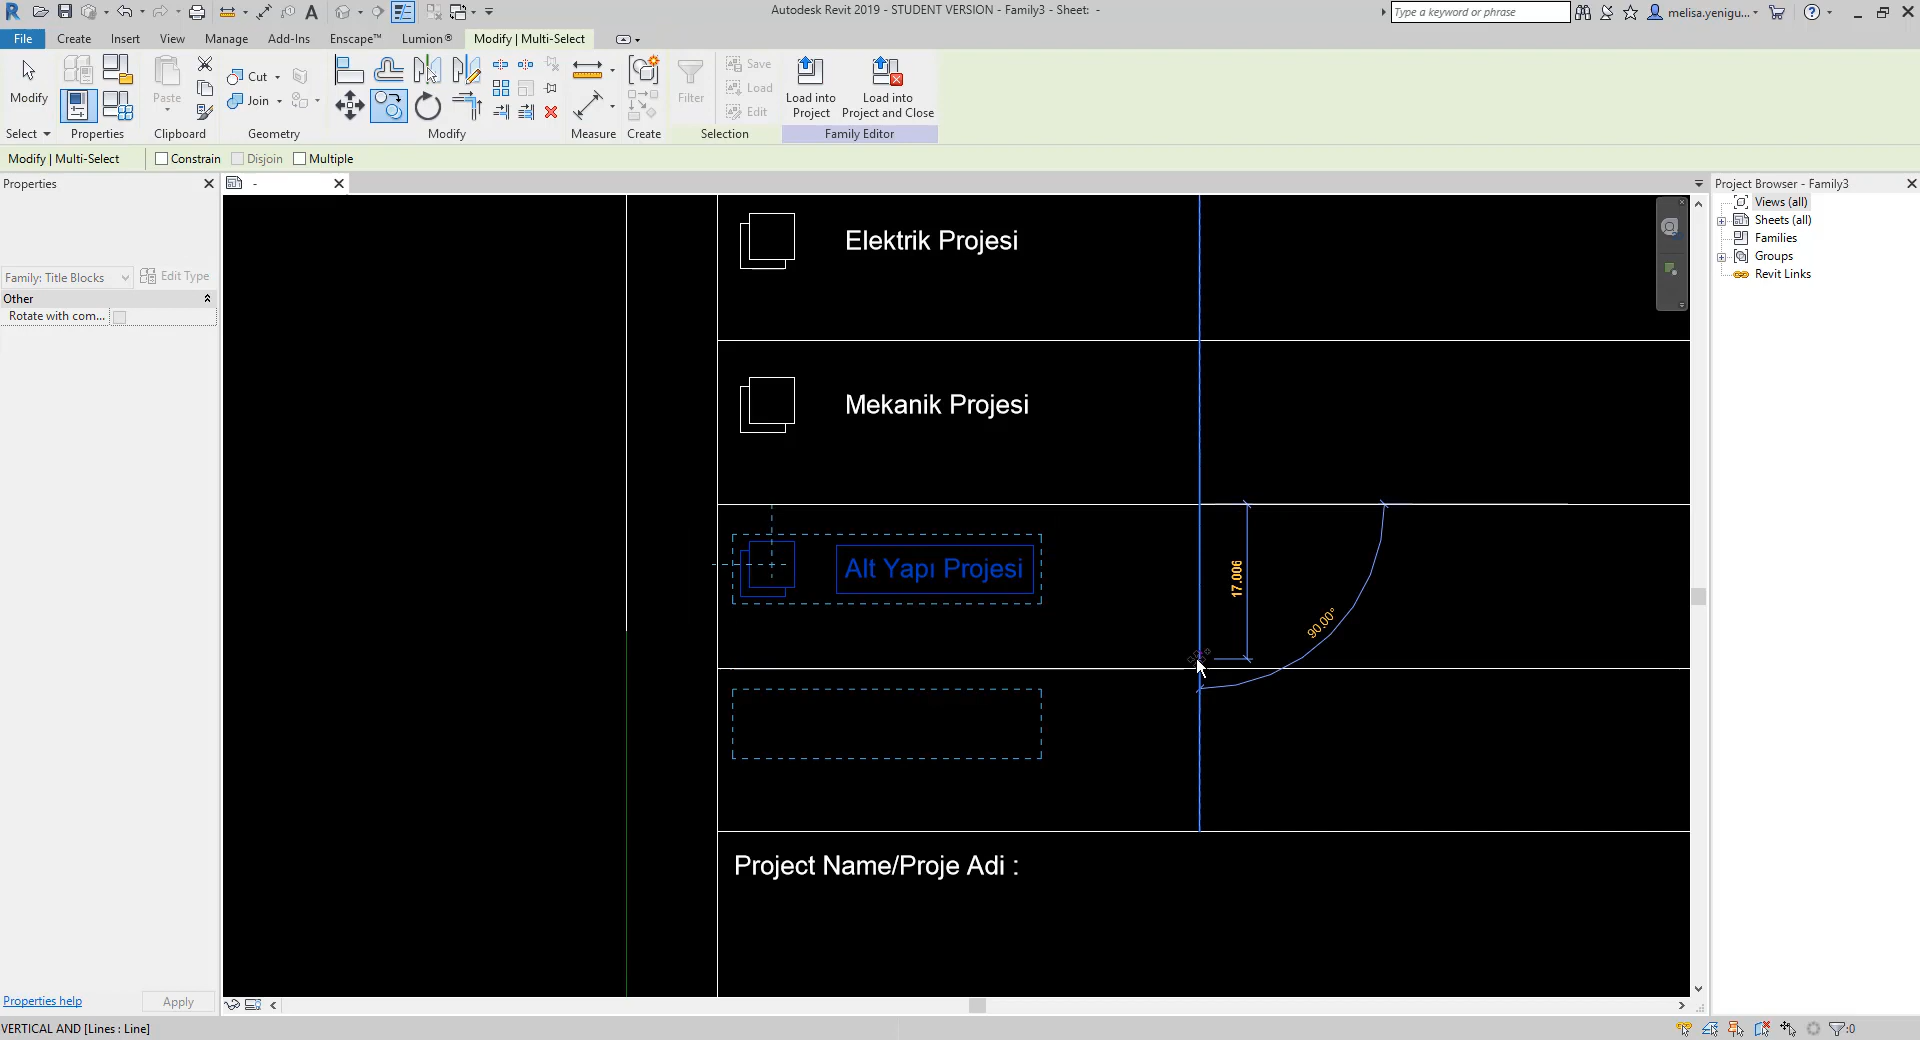 Autodesk Revit 2019 - STUDENT VERSION - Family3 - Sheet: -
Type a keyword or phrase
melisa.yenigu...
File Create Insert View Manage Add-Ins Enscape™ Lumion® Modify | Multi-Select
Modify
Paste
Cut
Join
Filter
Save
Load
Edit
Load into Project
Load into Project and Close
Select Properties Clipboard Geometry Modify Measure Create Selection Family Editor
Modify | Multi-Select Constrain Disjoin Multiple
Properties
-
Project Browser - Family3
Views (all)
Sheets (all)
Families
Groups
Revit Links
Family: Title Blocks Edit Type
Other
Rotate with com...
Elektrik Projesi
Mekanik Projesi
Alt Yapı Projesi
17.006
90.00°
Project Name/Proje Adi :
Properties help Apply
VERTICAL AND [Lines : Line]
:0